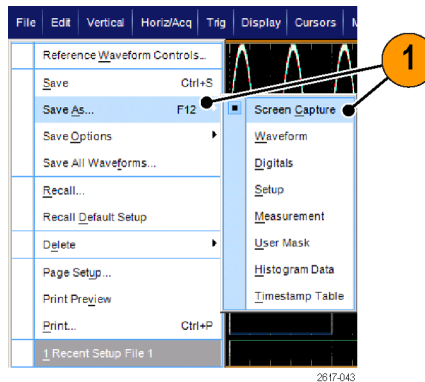 File Edit Vertical Horiz/Acq Trig Display Cursors
Reference Waveform Controls...
Save Ctrl+S
Save As... F12
Save Options
Save All Waveforms...
Recall...
Recall Default Setup
Delete
Page Setup...
Print Preview
Print... Ctrl+P
1 Recent Setup File 1
Screen Capture
Waveform
Digitals
Setup
Measurement
User Mask
Histogram Data
Timestamp Table
1
2617-043